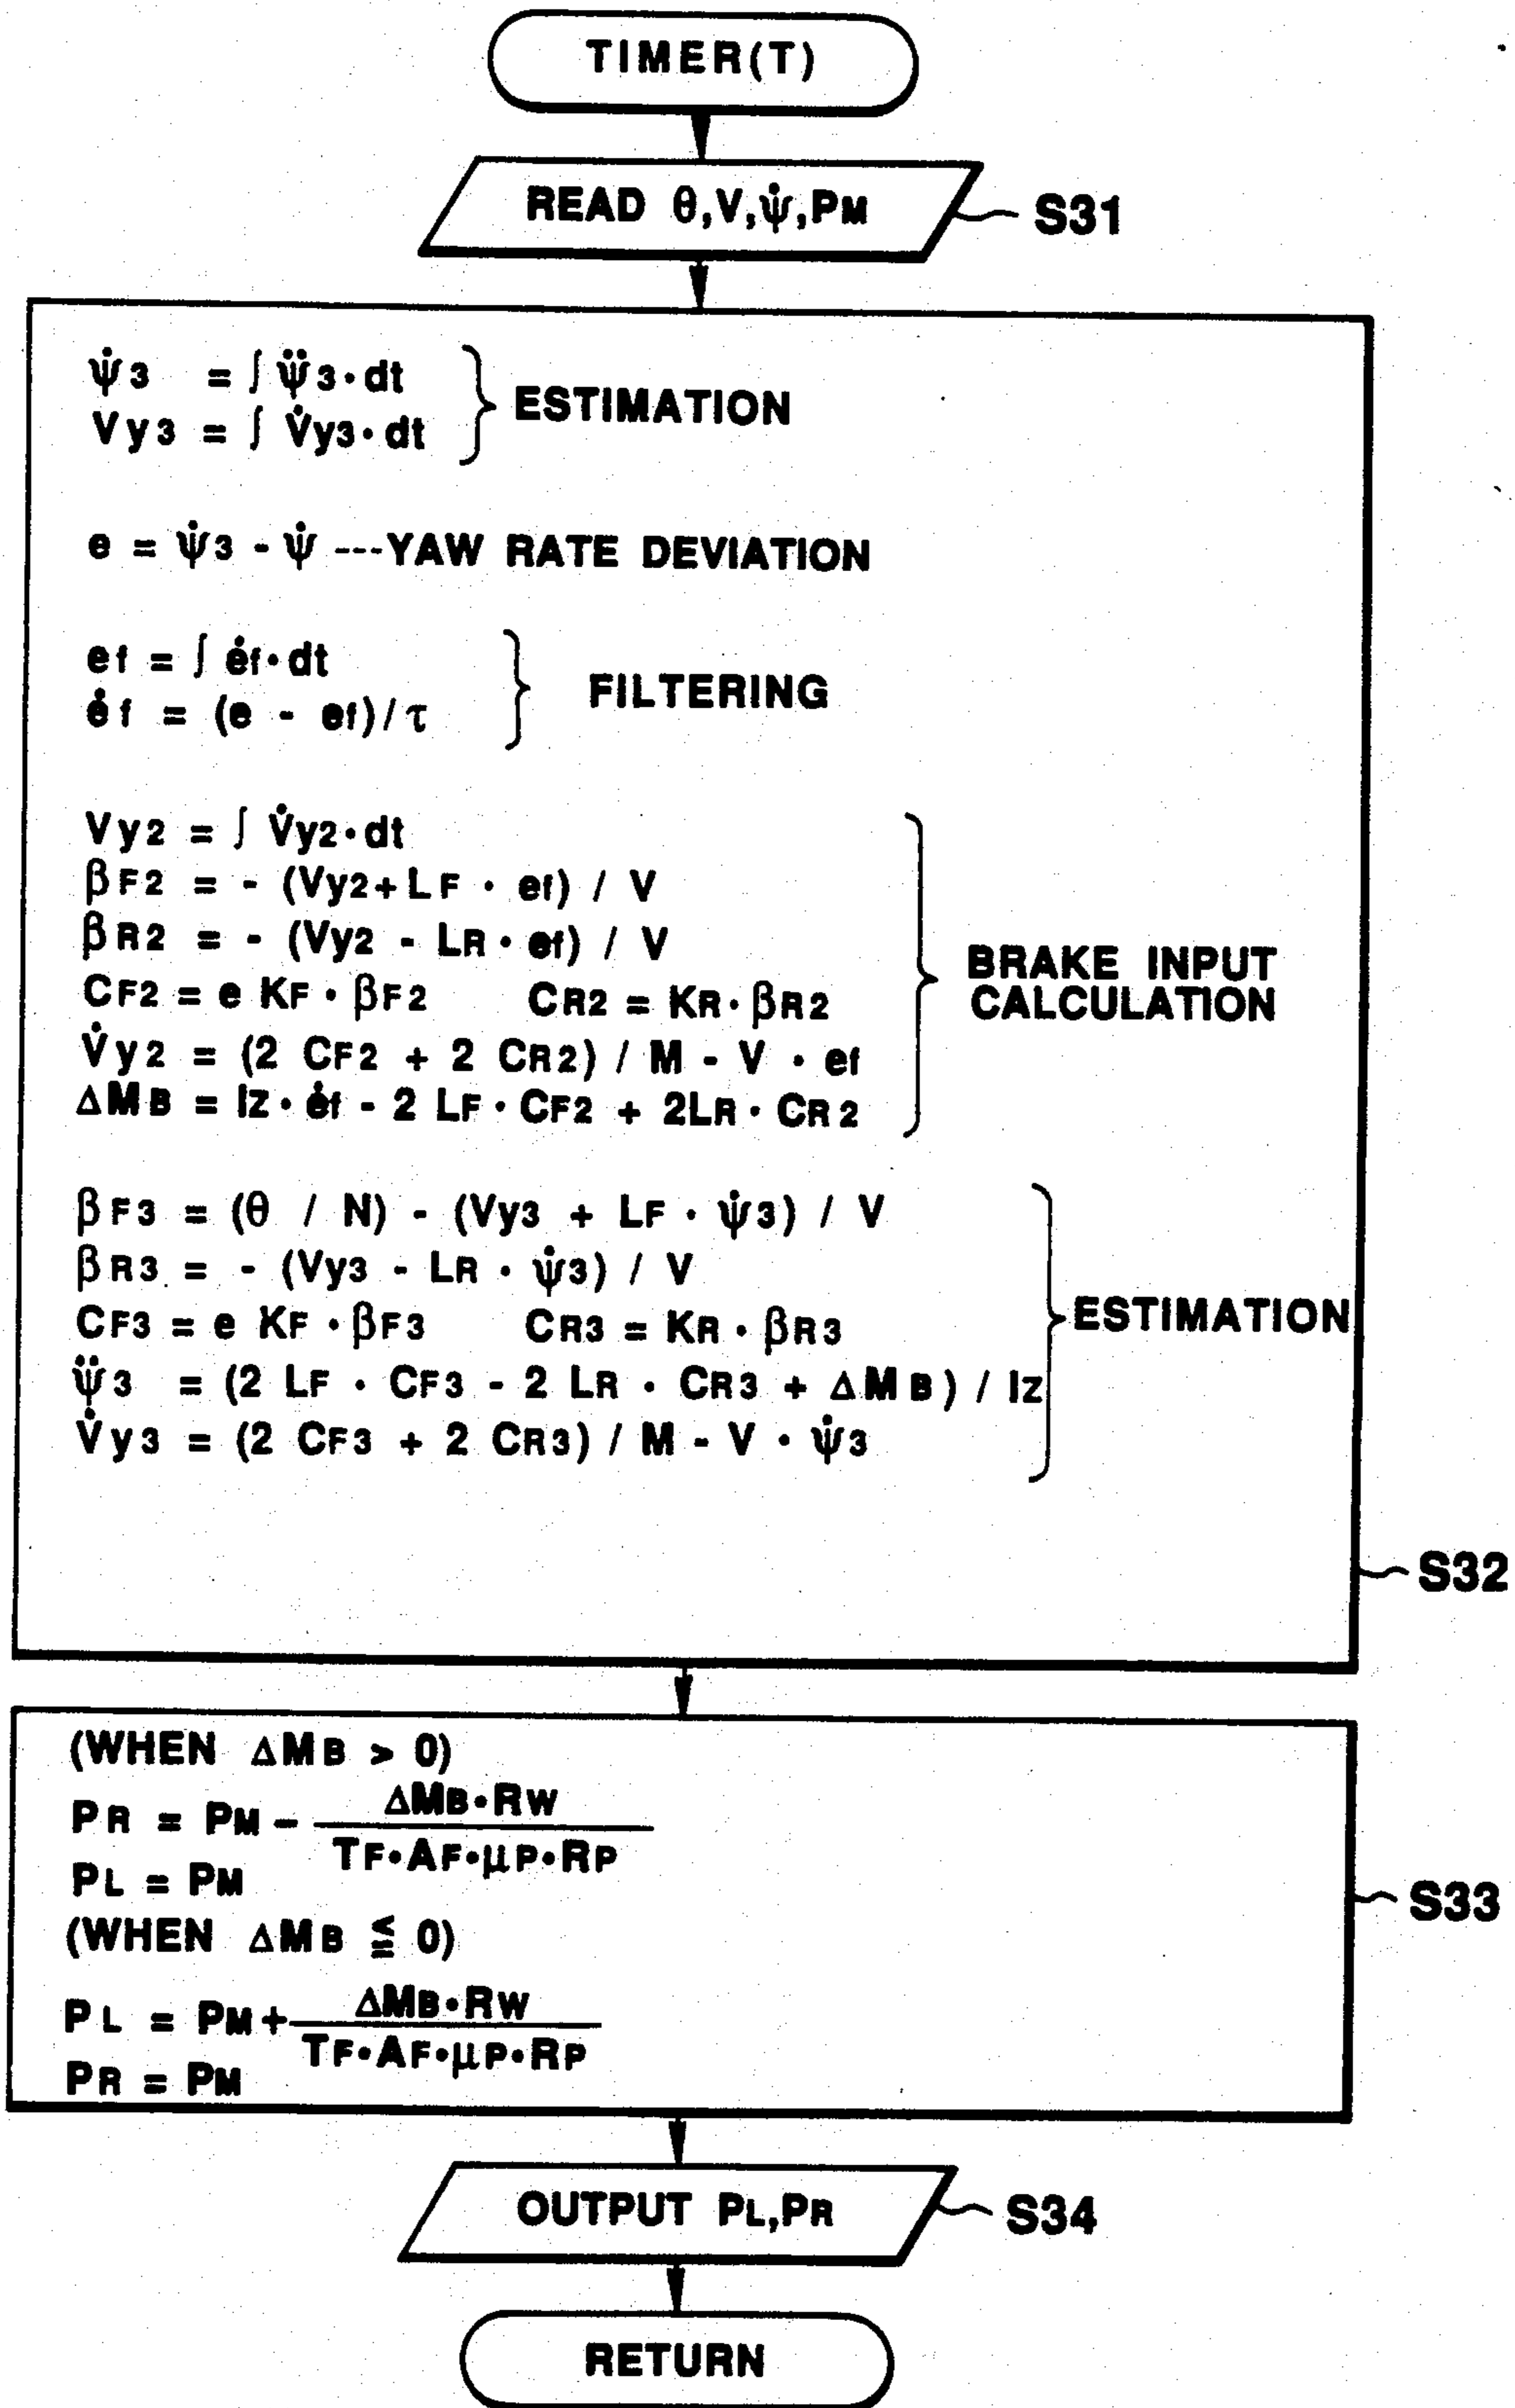 TIMER(T)
READ θ,V,ψ̇,PM
S31
ψ̇3 = ∫ ψ̈3·dt
Vy3 = ∫ V̇y3·dt
ESTIMATION
e = ψ̇3 - ψ̇ ---YAW RATE DEVIATION
ef = ∫ ėf·dt
ėf = (e - ef)/τ
FILTERING
Vy2 = ∫ V̇y2·dt
βF2 = - (Vy2+LF · ef) / V
βR2 = - (Vy2 - LR · ef) / V
CF2 = e KF · βF2 CR2 = KR · βR2
V̇y2 = (2 CF2 + 2 CR2) / M - V · ef
ΔMB = Iz · ėf - 2 LF · CF2 + 2LR · CR2
BRAKE INPUT
CALCULATION
βF3 = (θ / N) - (Vy3 + LF · ψ̇3) / V
βR3 = - (Vy3 - LR · ψ̇3) / V
CF3 = e KF · βF3 CR3 = KR · βR3
ψ̈3 = (2 LF · CF3 - 2 LR · CR3 + ΔMB) / Iz
V̇y3 = (2 CF3 + 2 CR3) / M - V · ψ̇3
ESTIMATION
S32
(WHEN ΔMB > 0)
PR = PM - ΔMB·RW / TF·AF·μP·RP
PL = PM
(WHEN ΔMB ≦ 0)
PL = PM + ΔMB·RW / TF·AF·μP·RP
PR = PM
S33
OUTPUT PL,PR
S34
RETURN